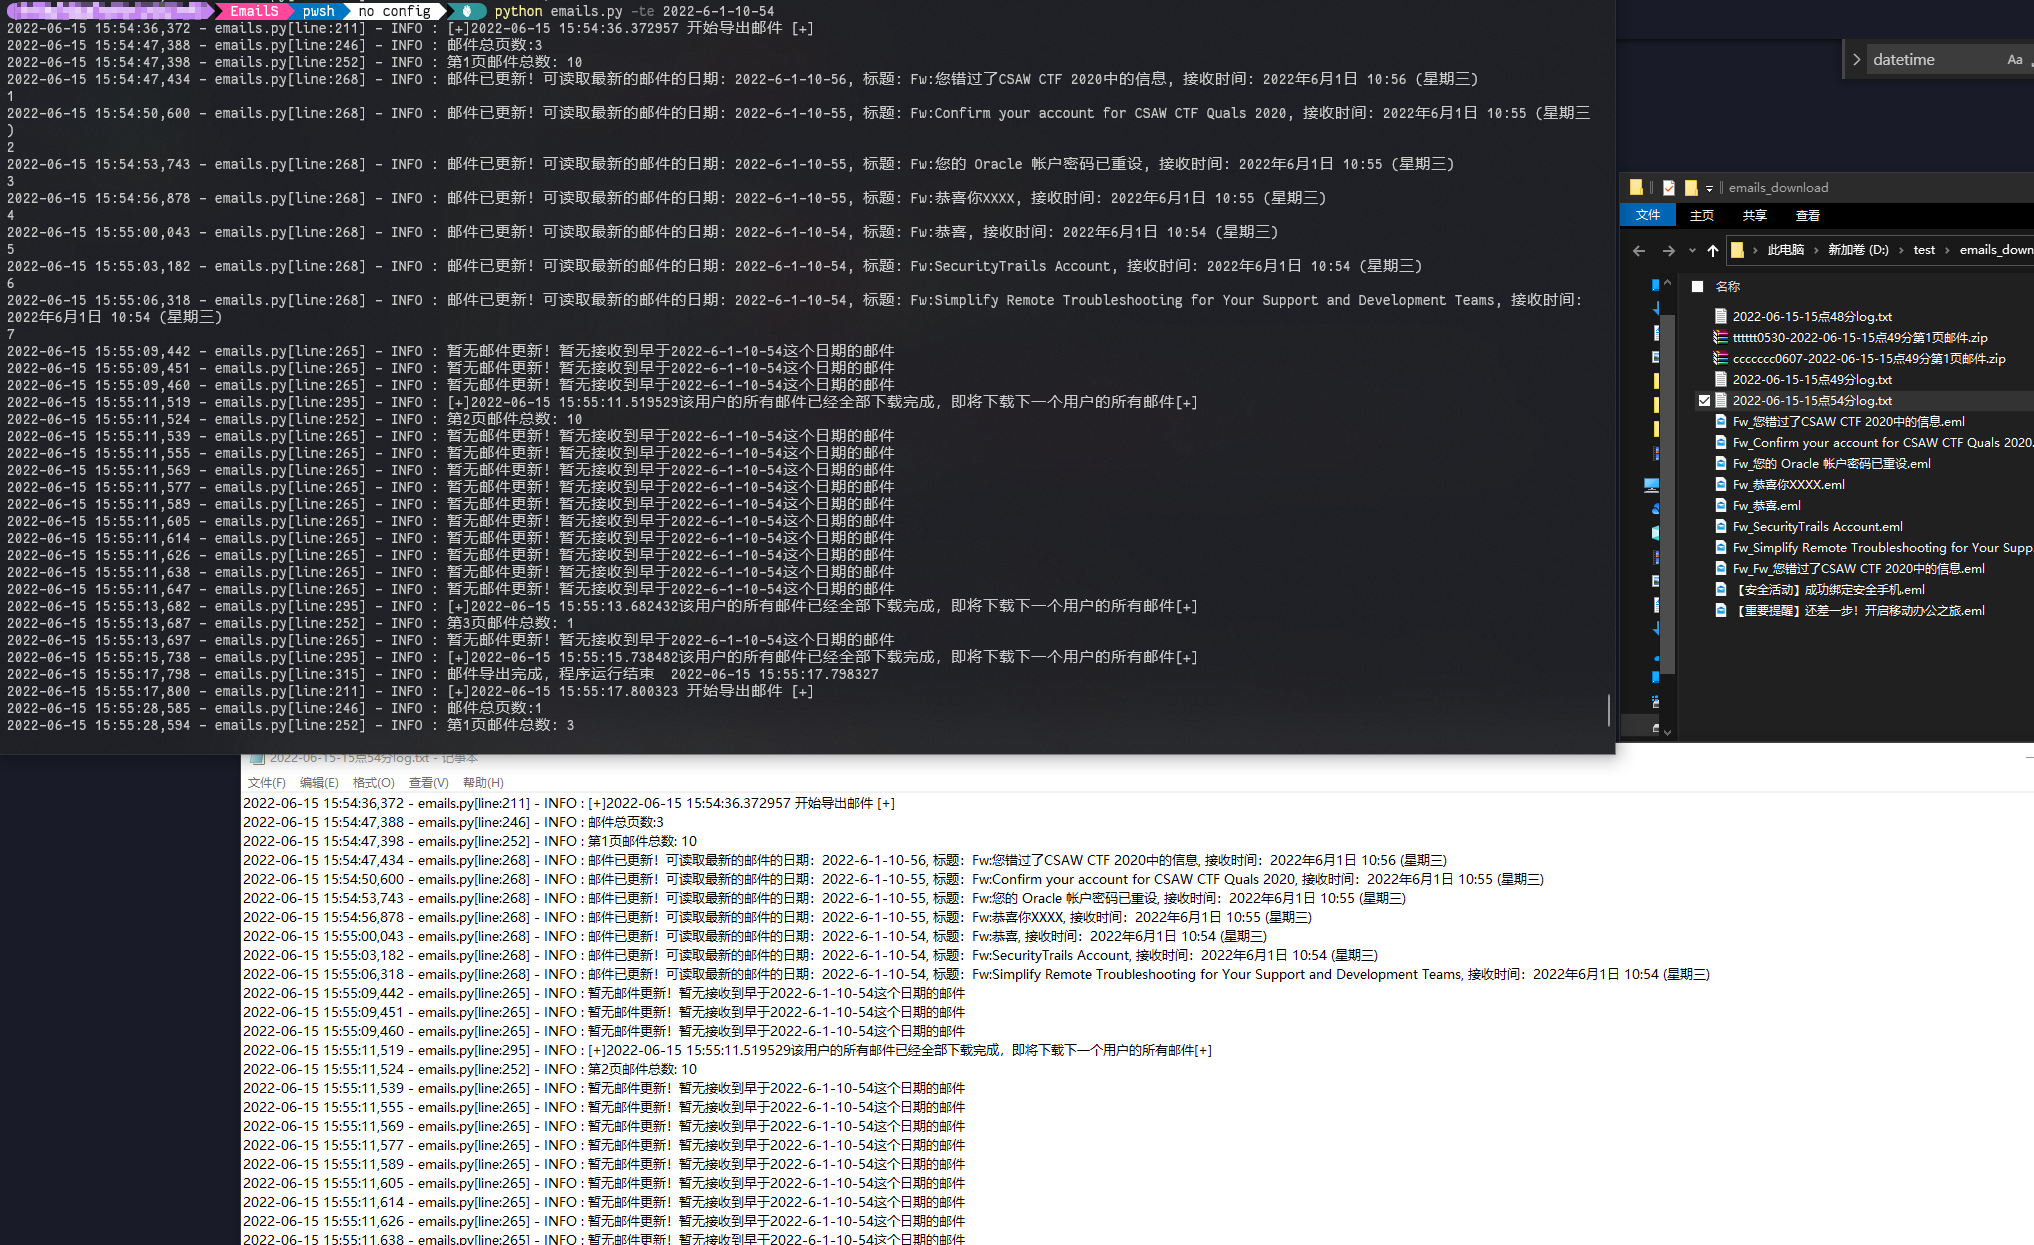 EmailS pwsh no config python emails.py -te 2022-6-1-10-54
2022-06-15 15:54:36,372 - emails.py[line:211] - INFO : [+]2022-06-15 15:54:36.372957 开始导出邮件 [+]
2022-06-15 15:54:47,388 - emails.py[line:246] - INFO : 邮件总页数:3
2022-06-15 15:54:47,398 - emails.py[line:252] - INFO : 第1页邮件总数: 10
2022-06-15 15:54:47,434 - emails.py[line:268] - INFO : 邮件已更新! 可读取最新的邮件的日期: 2022-6-1-10-56, 标题: Fw:您错过了CSAW CTF 2020中的信息, 接收时间: 2022年6月1日 10:56 (星期三)
1
2022-06-15 15:54:50,600 - emails.py[line:268] - INFO : 邮件已更新! 可读取最新的邮件的日期: 2022-6-1-10-55, 标题: Fw:Confirm your account for CSAW CTF Quals 2020, 接收时间: 2022年6月1日 10:55 (星期三
)
2
2022-06-15 15:54:53,743 - emails.py[line:268] - INFO : 邮件已更新! 可读取最新的邮件的日期: 2022-6-1-10-55, 标题: Fw:您的 Oracle 帐户密码已重设, 接收时间: 2022年6月1日 10:55 (星期三)
3
2022-06-15 15:54:56,878 - emails.py[line:268] - INFO : 邮件已更新! 可读取最新的邮件的日期: 2022-6-1-10-55, 标题: Fw:恭喜你XXXX, 接收时间: 2022年6月1日 10:55 (星期三)
4
2022-06-15 15:55:00,043 - emails.py[line:268] - INFO : 邮件已更新! 可读取最新的邮件的日期: 2022-6-1-10-54, 标题: Fw:恭喜, 接收时间: 2022年6月1日 10:54 (星期三)
5
2022-06-15 15:55:03,182 - emails.py[line:268] - INFO : 邮件已更新! 可读取最新的邮件的日期: 2022-6-1-10-54, 标题: Fw:SecurityTrails Account, 接收时间: 2022年6月1日 10:54 (星期三)
6
2022-06-15 15:55:06,318 - emails.py[line:268] - INFO : 邮件已更新! 可读取最新的邮件的日期: 2022-6-1-10-54, 标题: Fw:Simplify Remote Troubleshooting for Your Support and Development Teams, 接收时间:
2022年6月1日 10:54 (星期三)
7
2022-06-15 15:55:09,442 - emails.py[line:265] - INFO : 暂无邮件更新! 暂无接收到早于2022-6-1-10-54这个日期的邮件
2022-06-15 15:55:09,451 - emails.py[line:265] - INFO : 暂无邮件更新! 暂无接收到早于2022-6-1-10-54这个日期的邮件
2022-06-15 15:55:09,460 - emails.py[line:265] - INFO : 暂无邮件更新! 暂无接收到早于2022-6-1-10-54这个日期的邮件
2022-06-15 15:55:11,519 - emails.py[line:295] - INFO : [+]2022-06-15 15:55:11.519529该用户的所有邮件已经全部下载完成, 即将下载下一个用户的所有邮件[+]
2022-06-15 15:55:11,524 - emails.py[line:252] - INFO : 第2页邮件总数: 10
2022-06-15 15:55:11,539 - emails.py[line:265] - INFO : 暂无邮件更新! 暂无接收到早于2022-6-1-10-54这个日期的邮件
2022-06-15 15:55:11,555 - emails.py[line:265] - INFO : 暂无邮件更新! 暂无接收到早于2022-6-1-10-54这个日期的邮件
2022-06-15 15:55:11,569 - emails.py[line:265] - INFO : 暂无邮件更新! 暂无接收到早于2022-6-1-10-54这个日期的邮件
2022-06-15 15:55:11,577 - emails.py[line:265] - INFO : 暂无邮件更新! 暂无接收到早于2022-6-1-10-54这个日期的邮件
2022-06-15 15:55:11,589 - emails.py[line:265] - INFO : 暂无邮件更新! 暂无接收到早于2022-6-1-10-54这个日期的邮件
2022-06-15 15:55:11,605 - emails.py[line:265] - INFO : 暂无邮件更新! 暂无接收到早于2022-6-1-10-54这个日期的邮件
2022-06-15 15:55:11,614 - emails.py[line:265] - INFO : 暂无邮件更新! 暂无接收到早于2022-6-1-10-54这个日期的邮件
2022-06-15 15:55:11,626 - emails.py[line:265] - INFO : 暂无邮件更新! 暂无接收到早于2022-6-1-10-54这个日期的邮件
2022-06-15 15:55:11,638 - emails.py[line:265] - INFO : 暂无邮件更新! 暂无接收到早于2022-6-1-10-54这个日期的邮件
2022-06-15 15:55:11,647 - emails.py[line:265] - INFO : 暂无邮件更新! 暂无接收到早于2022-6-1-10-54这个日期的邮件
2022-06-15 15:55:13,682 - emails.py[line:295] - INFO : [+]2022-06-15 15:55:13.682432该用户的所有邮件已经全部下载完成, 即将下载下一个用户的所有邮件[+]
2022-06-15 15:55:13,687 - emails.py[line:252] - INFO : 第3页邮件总数: 1
2022-06-15 15:55:13,697 - emails.py[line:265] - INFO : 暂无邮件更新! 暂无接收到早于2022-6-1-10-54这个日期的邮件
2022-06-15 15:55:15,738 - emails.py[line:295] - INFO : [+]2022-06-15 15:55:15.738482该用户的所有邮件已经全部下载完成, 即将下载下一个用户的所有邮件[+]
2022-06-15 15:55:17,798 - emails.py[line:315] - INFO : 邮件导出完成, 程序运行结束 2022-06-15 15:55:17.798327
2022-06-15 15:55:17,800 - emails.py[line:211] - INFO : [+]2022-06-15 15:55:17.800323 开始导出邮件 [+]
2022-06-15 15:55:28,585 - emails.py[line:246] - INFO : 邮件总页数:1
2022-06-15 15:55:28,594 - emails.py[line:252] - INFO : 第1页邮件总数: 3
datetime Aa
emails_download
文件 主页 共享 查看
此电脑 新加卷 (D:) test emails_down
名称
2022-06-15-15点48分log.txt
tttttt0530-2022-06-15-15点49分第1页邮件.zip
ccccccc0607-2022-06-15-15点49分第1页邮件.zip
2022-06-15-15点49分log.txt
2022-06-15-15点54分log.txt
Fw_您错过了CSAW CTF 2020中的信息.eml
Fw_Confirm your account for CSAW CTF Quals 2020.
Fw_您的 Oracle 帐户密码已重设.eml
Fw_恭喜你XXXX.eml
Fw_恭喜.eml
Fw_SecurityTrails Account.eml
Fw_Simplify Remote Troubleshooting for Your Supp
Fw_Fw_您错过了CSAW CTF 2020中的信息.eml
【安全活动】成功绑定安全手机.eml
【重要提醒】还差一步！开启移动办公之旅.eml
2022-06-15-15点54分log.txt - 记事本
文件(F) 编辑(E) 格式(O) 查看(V) 帮助(H)
2022-06-15 15:54:36,372 - emails.py[line:211] - INFO : [+]2022-06-15 15:54:36.372957 开始导出邮件 [+]
2022-06-15 15:54:47,388 - emails.py[line:246] - INFO : 邮件总页数:3
2022-06-15 15:54:47,398 - emails.py[line:252] - INFO : 第1页邮件总数: 10
2022-06-15 15:54:47,434 - emails.py[line:268] - INFO : 邮件已更新! 可读取最新的邮件的日期: 2022-6-1-10-56, 标题: Fw:您错过了CSAW CTF 2020中的信息, 接收时间: 2022年6月1日 10:56 (星期三)
2022-06-15 15:54:50,600 - emails.py[line:268] - INFO : 邮件已更新! 可读取最新的邮件的日期: 2022-6-1-10-55, 标题: Fw:Confirm your account for CSAW CTF Quals 2020, 接收时间: 2022年6月1日 10:55 (星期三)
2022-06-15 15:54:53,743 - emails.py[line:268] - INFO : 邮件已更新! 可读取最新的邮件的日期: 2022-6-1-10-55, 标题: Fw:您的 Oracle 帐户密码已重设, 接收时间: 2022年6月1日 10:55 (星期三)
2022-06-15 15:54:56,878 - emails.py[line:268] - INFO : 邮件已更新! 可读取最新的邮件的日期: 2022-6-1-10-55, 标题: Fw:恭喜你XXXX, 接收时间: 2022年6月1日 10:55 (星期三)
2022-06-15 15:55:00,043 - emails.py[line:268] - INFO : 邮件已更新! 可读取最新的邮件的日期: 2022-6-1-10-54, 标题: Fw:恭喜, 接收时间: 2022年6月1日 10:54 (星期三)
2022-06-15 15:55:03,182 - emails.py[line:268] - INFO : 邮件已更新! 可读取最新的邮件的日期: 2022-6-1-10-54, 标题: Fw:SecurityTrails Account, 接收时间: 2022年6月1日 10:54 (星期三)
2022-06-15 15:55:06,318 - emails.py[line:268] - INFO : 邮件已更新! 可读取最新的邮件的日期: 2022-6-1-10-54, 标题: Fw:Simplify Remote Troubleshooting for Your Support and Development Teams, 接收时间: 2022年6月1日 10:54 (星期三)
2022-06-15 15:55:09,442 - emails.py[line:265] - INFO : 暂无邮件更新! 暂无接收到早于2022-6-1-10-54这个日期的邮件
2022-06-15 15:55:09,451 - emails.py[line:265] - INFO : 暂无邮件更新! 暂无接收到早于2022-6-1-10-54这个日期的邮件
2022-06-15 15:55:09,460 - emails.py[line:265] - INFO : 暂无邮件更新! 暂无接收到早于2022-6-1-10-54这个日期的邮件
2022-06-15 15:55:11,519 - emails.py[line:295] - INFO : [+]2022-06-15 15:55:11.519529该用户的所有邮件已经全部下载完成, 即将下载下一个用户的所有邮件[+]
2022-06-15 15:55:11,524 - emails.py[line:252] - INFO : 第2页邮件总数: 10
2022-06-15 15:55:11,539 - emails.py[line:265] - INFO : 暂无邮件更新! 暂无接收到早于2022-6-1-10-54这个日期的邮件
2022-06-15 15:55:11,555 - emails.py[line:265] - INFO : 暂无邮件更新! 暂无接收到早于2022-6-1-10-54这个日期的邮件
2022-06-15 15:55:11,569 - emails.py[line:265] - INFO : 暂无邮件更新! 暂无接收到早于2022-6-1-10-54这个日期的邮件
2022-06-15 15:55:11,577 - emails.py[line:265] - INFO : 暂无邮件更新! 暂无接收到早于2022-6-1-10-54这个日期的邮件
2022-06-15 15:55:11,589 - emails.py[line:265] - INFO : 暂无邮件更新! 暂无接收到早于2022-6-1-10-54这个日期的邮件
2022-06-15 15:55:11,605 - emails.py[line:265] - INFO : 暂无邮件更新! 暂无接收到早于2022-6-1-10-54这个日期的邮件
2022-06-15 15:55:11,614 - emails.py[line:265] - INFO : 暂无邮件更新! 暂无接收到早于2022-6-1-10-54这个日期的邮件
2022-06-15 15:55:11,626 - emails.py[line:265] - INFO : 暂无邮件更新! 暂无接收到早于2022-6-1-10-54这个日期的邮件
2022-06-15 15:55:11,638 - emails.py[line:265] - INFO : 暂无邮件更新! 暂无接收到早于2022-6-1-10-54这个日期的邮件